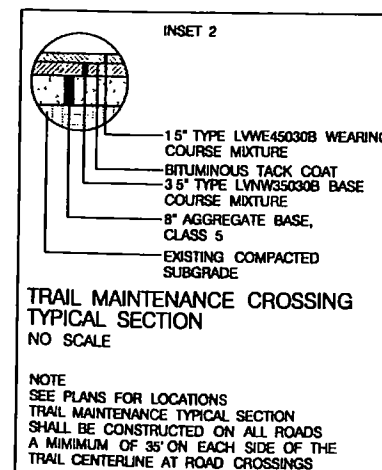 INSET 2
1 5" TYPE LVWE45030B WEARING
COURSE MIXTURE
BITUMINOUS TACK COAT
3 5" TYPE LVNW35030B BASE
COURSE MIXTURE
8" AGGREGATE BASE,
CLASS 5
EXISTING COMPACTED
SUBGRADE
TRAIL MAINTENANCE CROSSING
TYPICAL SECTION
NO SCALE
NOTE
SEE PLANS FOR LOCATIONS
TRAIL MAINTENANCE TYPICAL SECTION
SHALL BE CONSTRUCTED ON ALL ROADS
A MIMIMUM OF 35' ON EACH SIDE OF THE
TRAIL CENTERLINE AT ROAD CROSSINGS